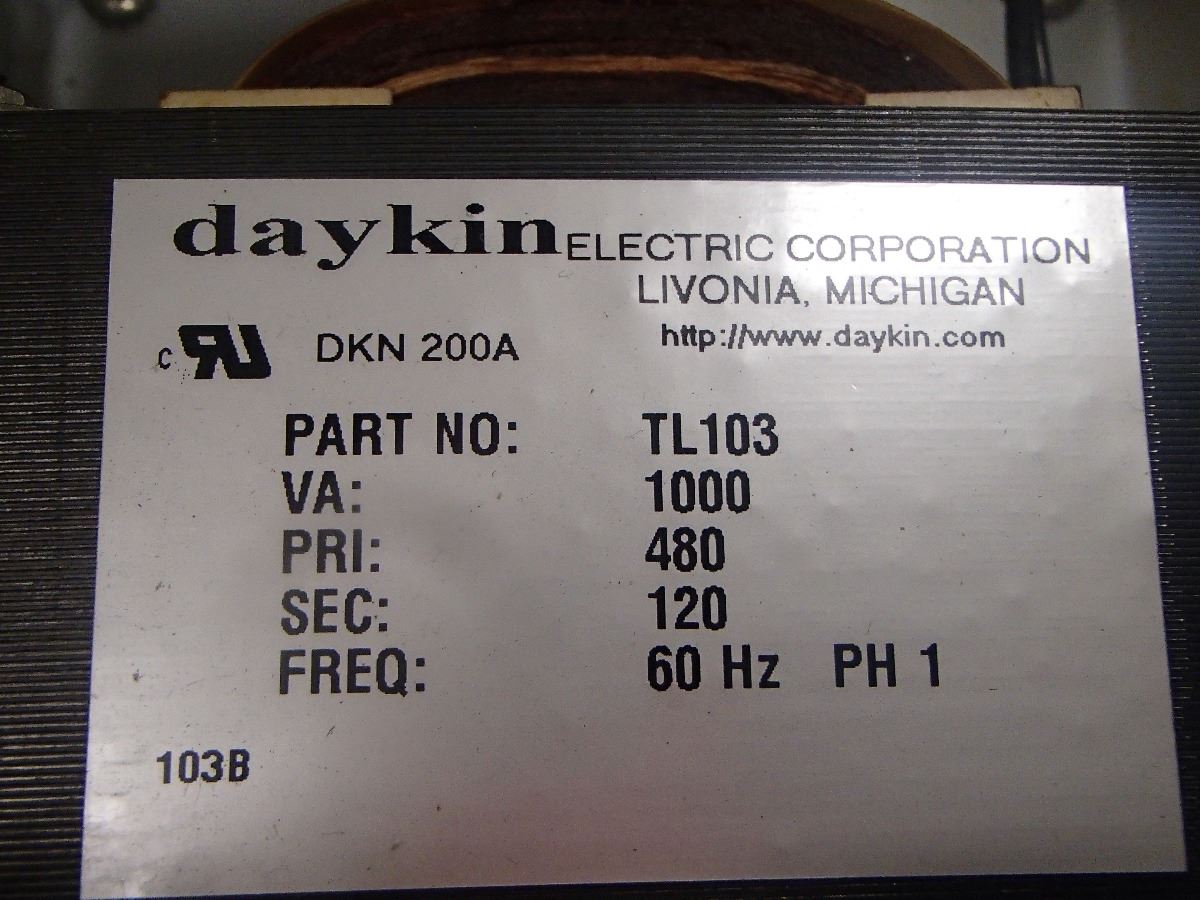 daykin ELECTRIC CORPORATION
LIVONIA, MICHIGAN
http://www.daykin.com
c RU DKN 200A
PART NO: TL103
VA: 1000
PRI: 480
SEC: 120
FREQ: 60 Hz PH 1
103B